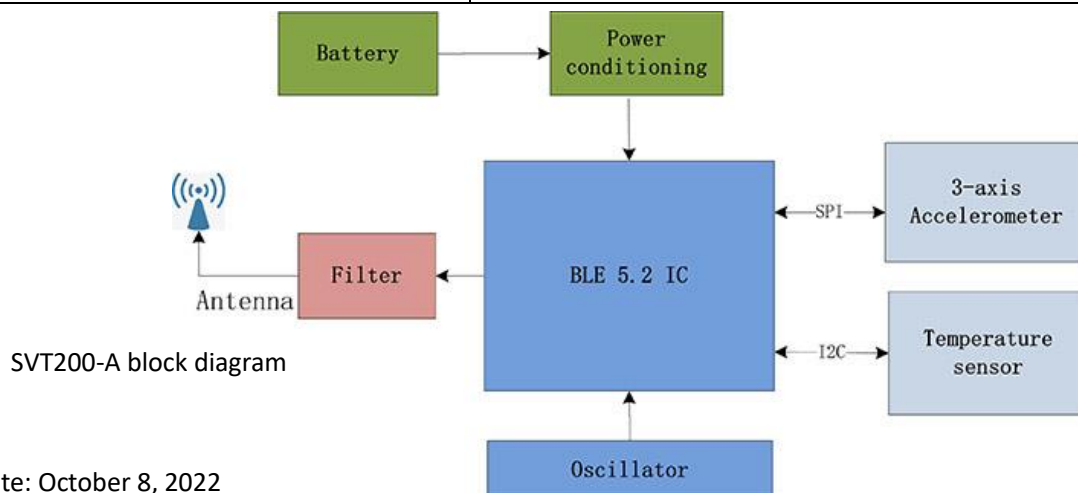 Battery
Power
conditioning
3-axis
Accelerometer
SPI
BLE 5.2 IC
Filter
Antenna
I2C
Temperature
sensor
SVT200-A block diagram
Oscillator
te: October 8, 2022